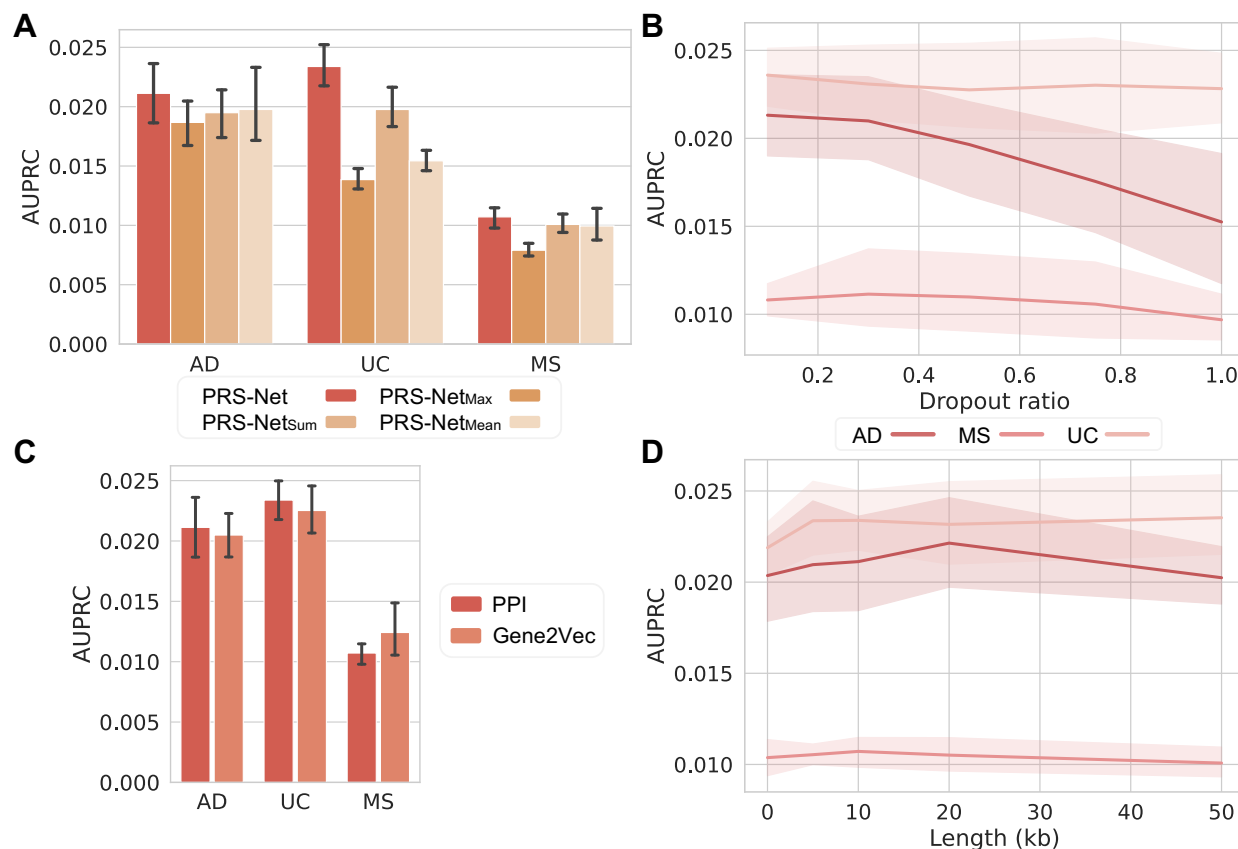 A
AUPRC
0.025
0.020
0.015
0.010
0.005
0.000
AD UC MS
PRS-Net PRS-NetMax
PRS-NetSum PRS-NetMean
B
AUPRC
0.025
0.020
0.015
0.010
0.2 0.4 0.6 0.8 1.0
Dropout ratio
AD MS UC
C
AUPRC
0.025
0.020
0.015
0.010
0.005
0.000
AD UC MS
PPI
Gene2Vec
D
AUPRC
0.025
0.020
0.015
0.010
0 10 20 30 40 50
Length (kb)